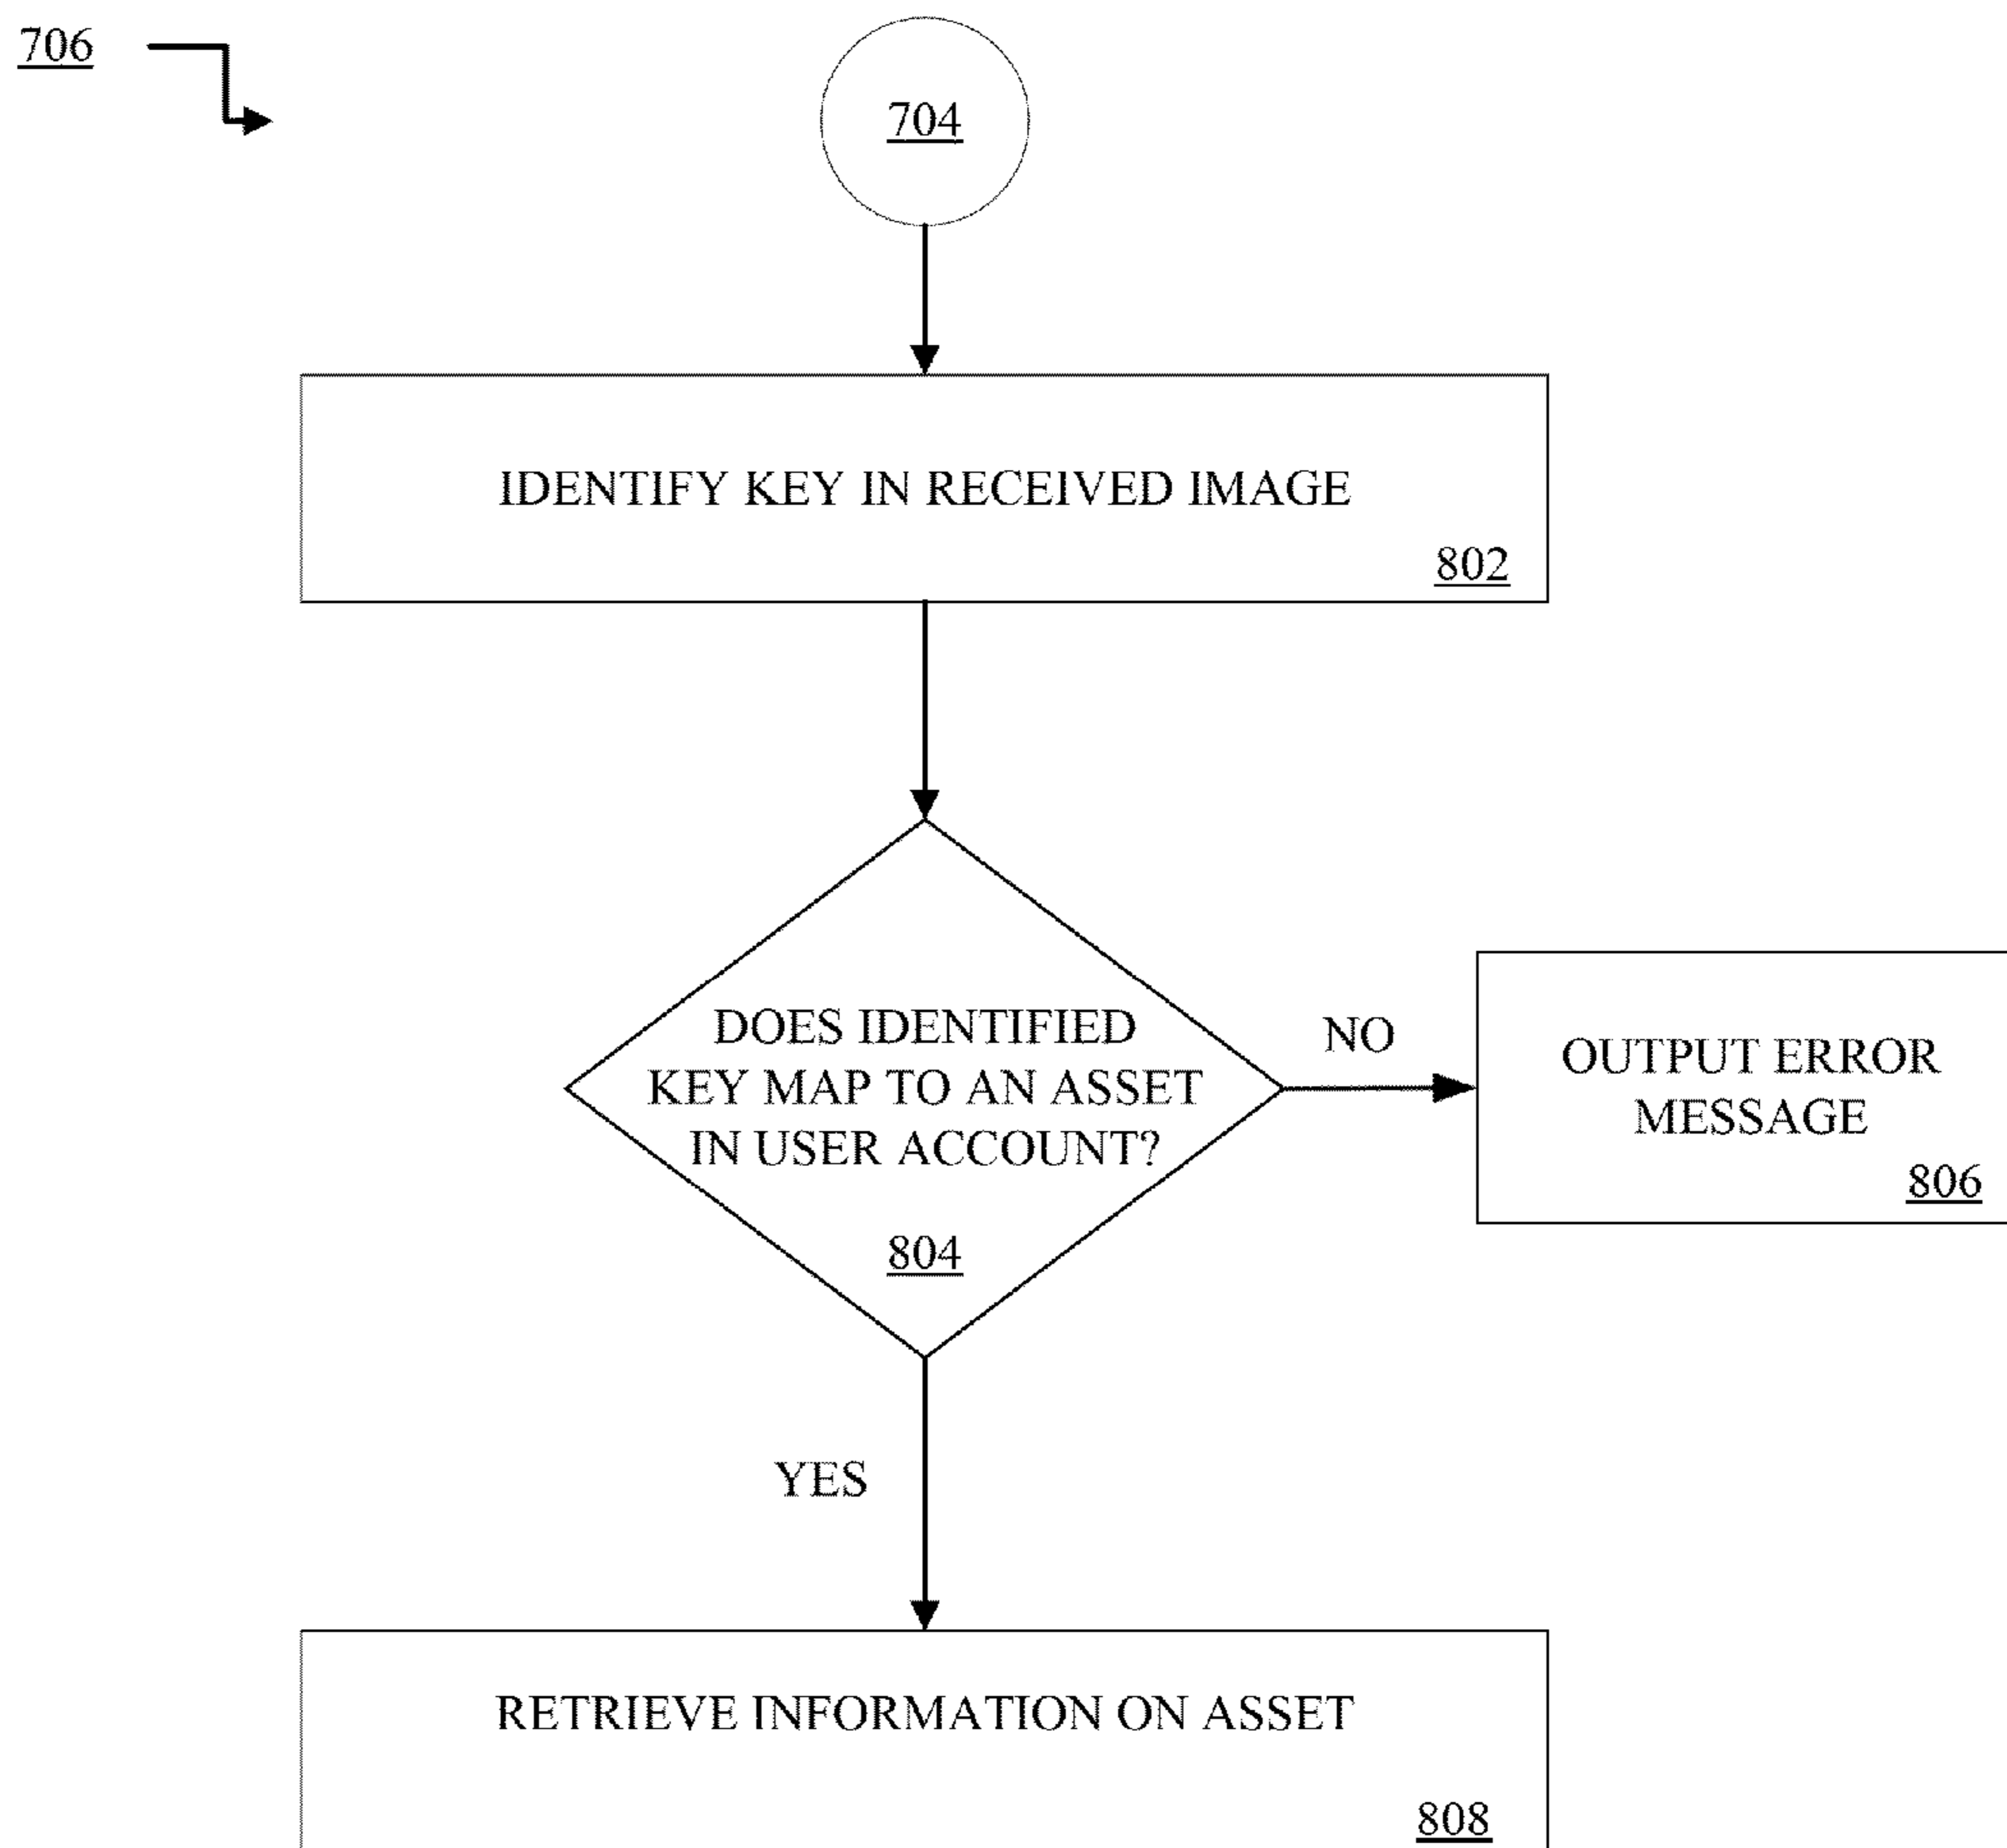 706
704
IDENTIFY KEY IN RECEIVED IMAGE
802
DOES IDENTIFIED
KEY MAP TO AN ASSET
IN USER ACCOUNT?
804
NO
OUTPUT ERROR
MESSAGE
806
YES
RETRIEVE INFORMATION ON ASSET
808